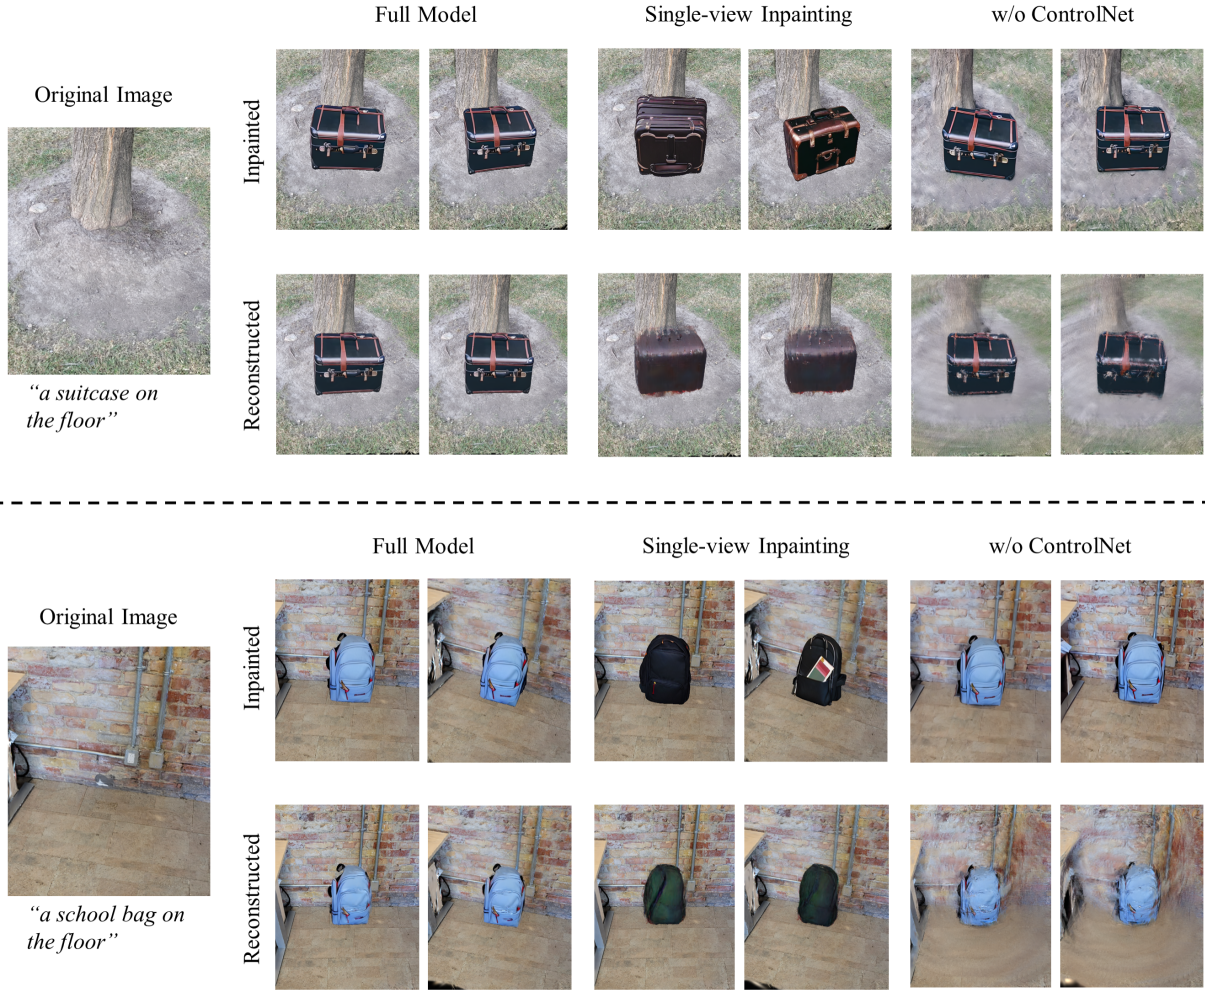 Full Model
Single-view Inpainting
w/o ControlNet
Original Image
Inpainted
Reconstructed
“a suitcase on
the floor”
Full Model
Single-view Inpainting
w/o ControlNet
Original Image
Inpainted
Reconstructed
“a school bag on
the floor”